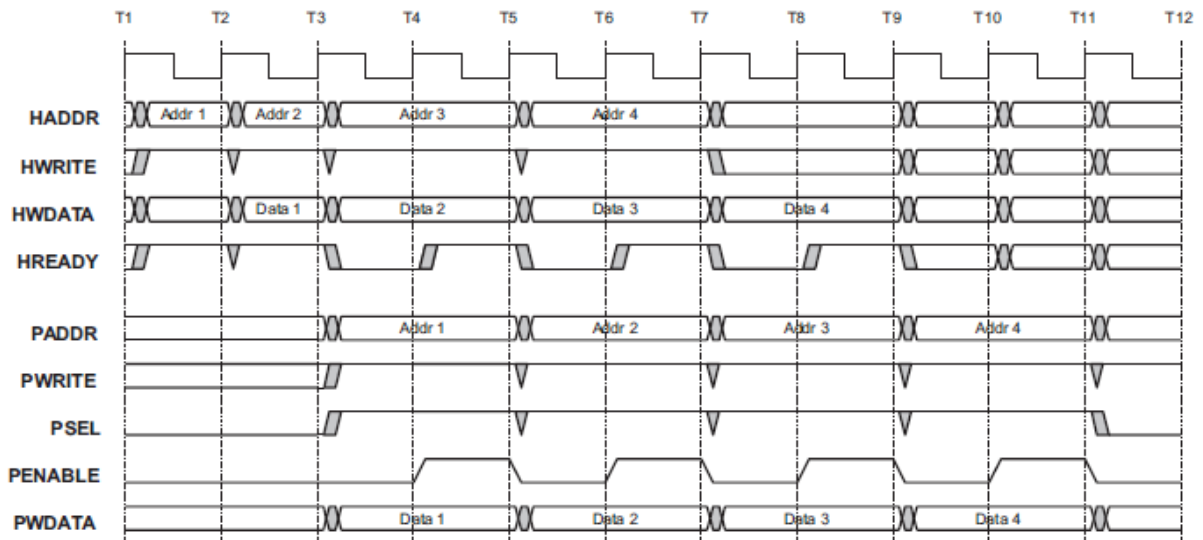 T1 T2 T3 T4 T5 T6 T7 T8 T9 T10 T11 T12
HADDR Addr 1 Addr 2 Addr 3 Addr 4
HWRITE
HWDATA Data 1 Data 2 Data 3 Data 4
HREADY
PADDR Addr 1 Addr 2 Addr 3 Addr 4
PWRITE
PSEL
PENABLE
PWDATA Data 1 Data 2 Data 3 Data 4